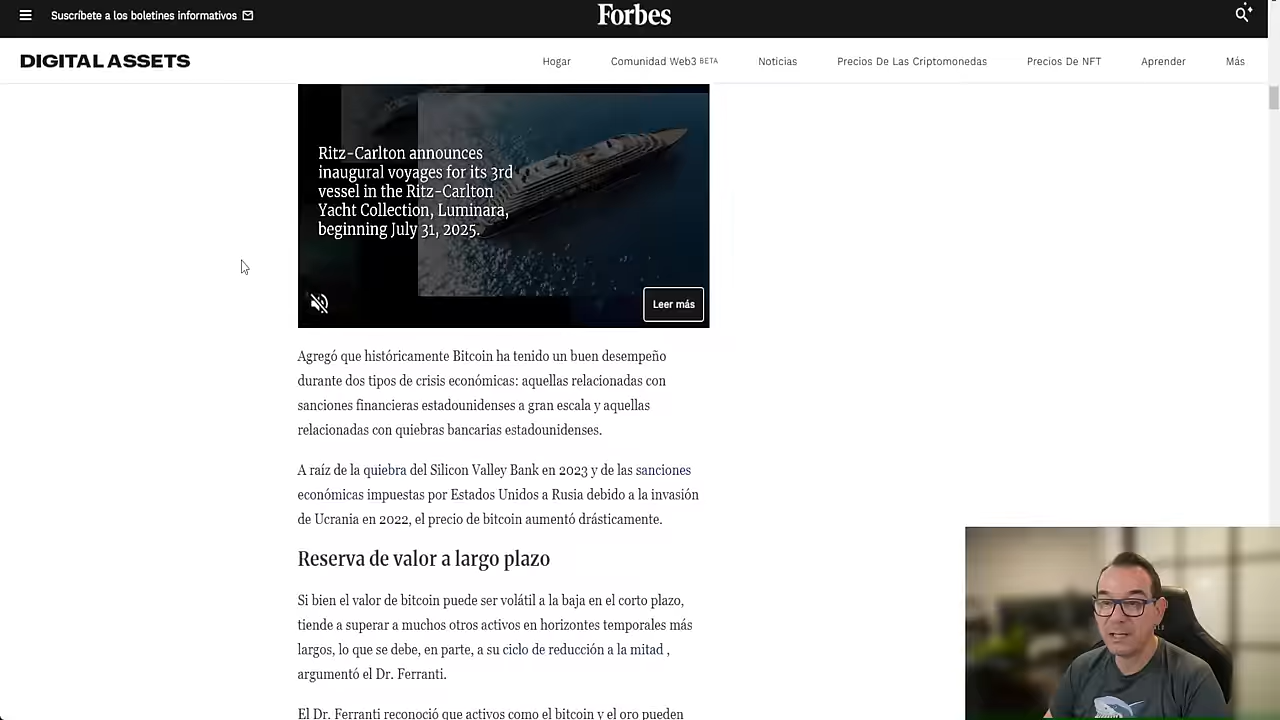 Suscríbete a los boletines informativos
Forbes
DIGITAL ASSETS
Hogar
Comunidad Web3 BETA
Noticias
Precios De Las Criptomonedas
Precios De NFT
Aprender
Más
Ritz-Carlton announces
inaugural voyages for its 3rd
vessel in the Ritz-Carlton
Yacht Collection, Luminara,
beginning July 31, 2025.
Leer más
Agregó que históricamente Bitcoin ha tenido un buen desempeño
durante dos tipos de crisis económicas: aquellas relacionadas con
sanciones financieras estadounidenses a gran escala y aquellas
relacionadas con quiebras bancarias estadounidenses.
A raíz de la quiebra del Silicon Valley Bank en 2023 y de las sanciones
económicas impuestas por Estados Unidos a Rusia debido a la invasión
de Ucrania en 2022, el precio de bitcoin aumentó drásticamente.
Reserva de valor a largo plazo
Si bien el valor de bitcoin puede ser volátil a la baja en el corto plazo,
tiende a superar a muchos otros activos en horizontes temporales más
largos, lo que se debe, en parte, a su ciclo de reducción a la mitad ,
argumentó el Dr. Ferranti.
El Dr. Ferranti reconoció que activos como el bitcoin y el oro pueden